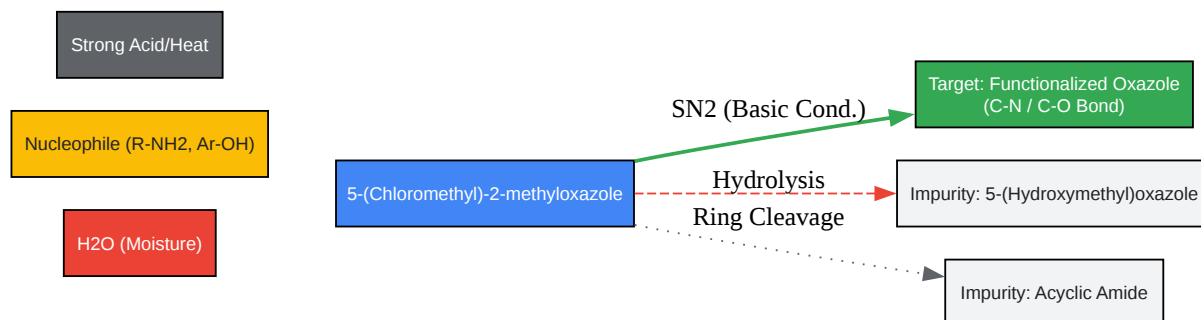 Strong Acid/Heat
Nucleophile (R-NH2, Ar-OH)
H2O (Moisture)
5-(Chloromethyl)-2-methyloxazole
SN2 (Basic Cond.)
Hydrolysis
Ring Cleavage
Target: Functionalized Oxazole
(C-N / C-O Bond)
Impurity: 5-(Hydroxymethyl)oxazole
Impurity: Acyclic Amide